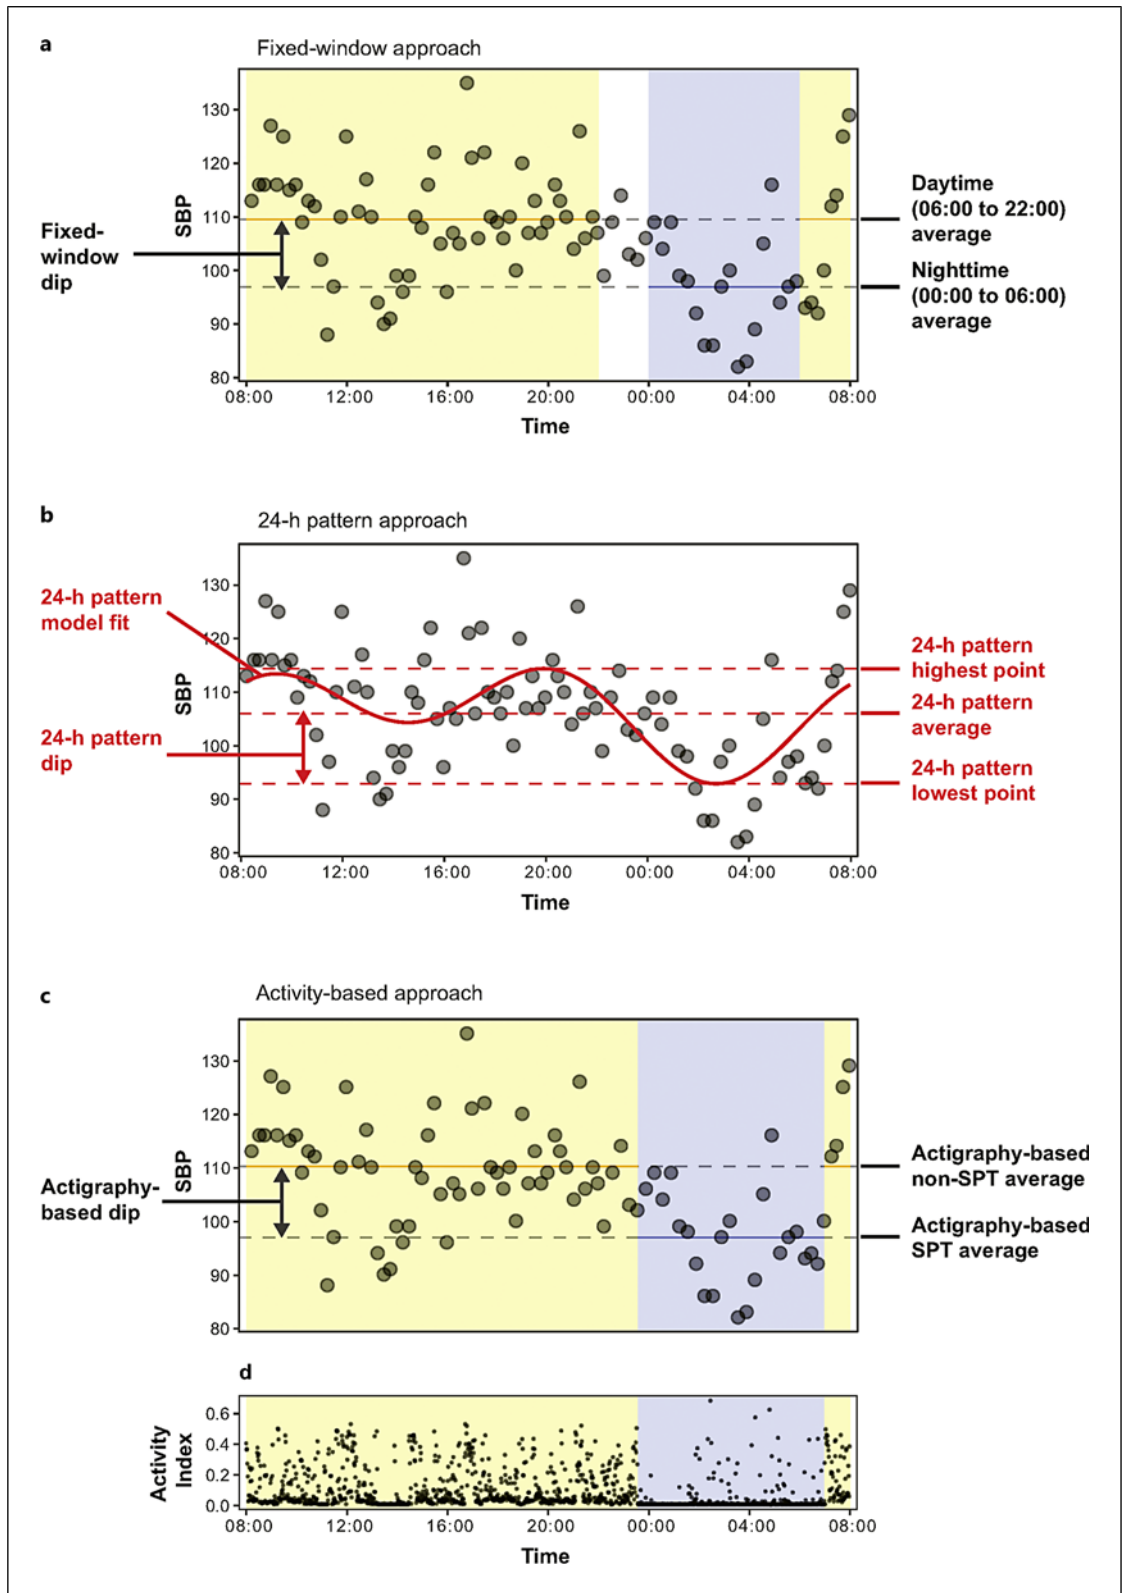 a
Fixed-window approach
130
120
110
100
90
80
SBP
08:00 12:00 16:00 20:00 00:00 04:00 08:00
Time
Fixed-
window
dip
Daytime
(06:00 to 22:00)
average
Nighttime
(00:00 to 06:00)
average
b
24-h pattern approach
130
120
110
100
90
80
SBP
08:00 12:00 16:00 20:00 00:00 04:00 08:00
Time
24-h pattern
model fit
24-h pattern
dip
24-h pattern
highest point
24-h pattern
average
24-h pattern
lowest point
c
Activity-based approach
130
120
110
100
90
80
SBP
Actigraphy-
based dip
Actigraphy-based
non-SPT average
Actigraphy-based
SPT average
d
0.6
0.4
0.2
0.0
Activity
Index
08:00 12:00 16:00 20:00 00:00 04:00 08:00
Time